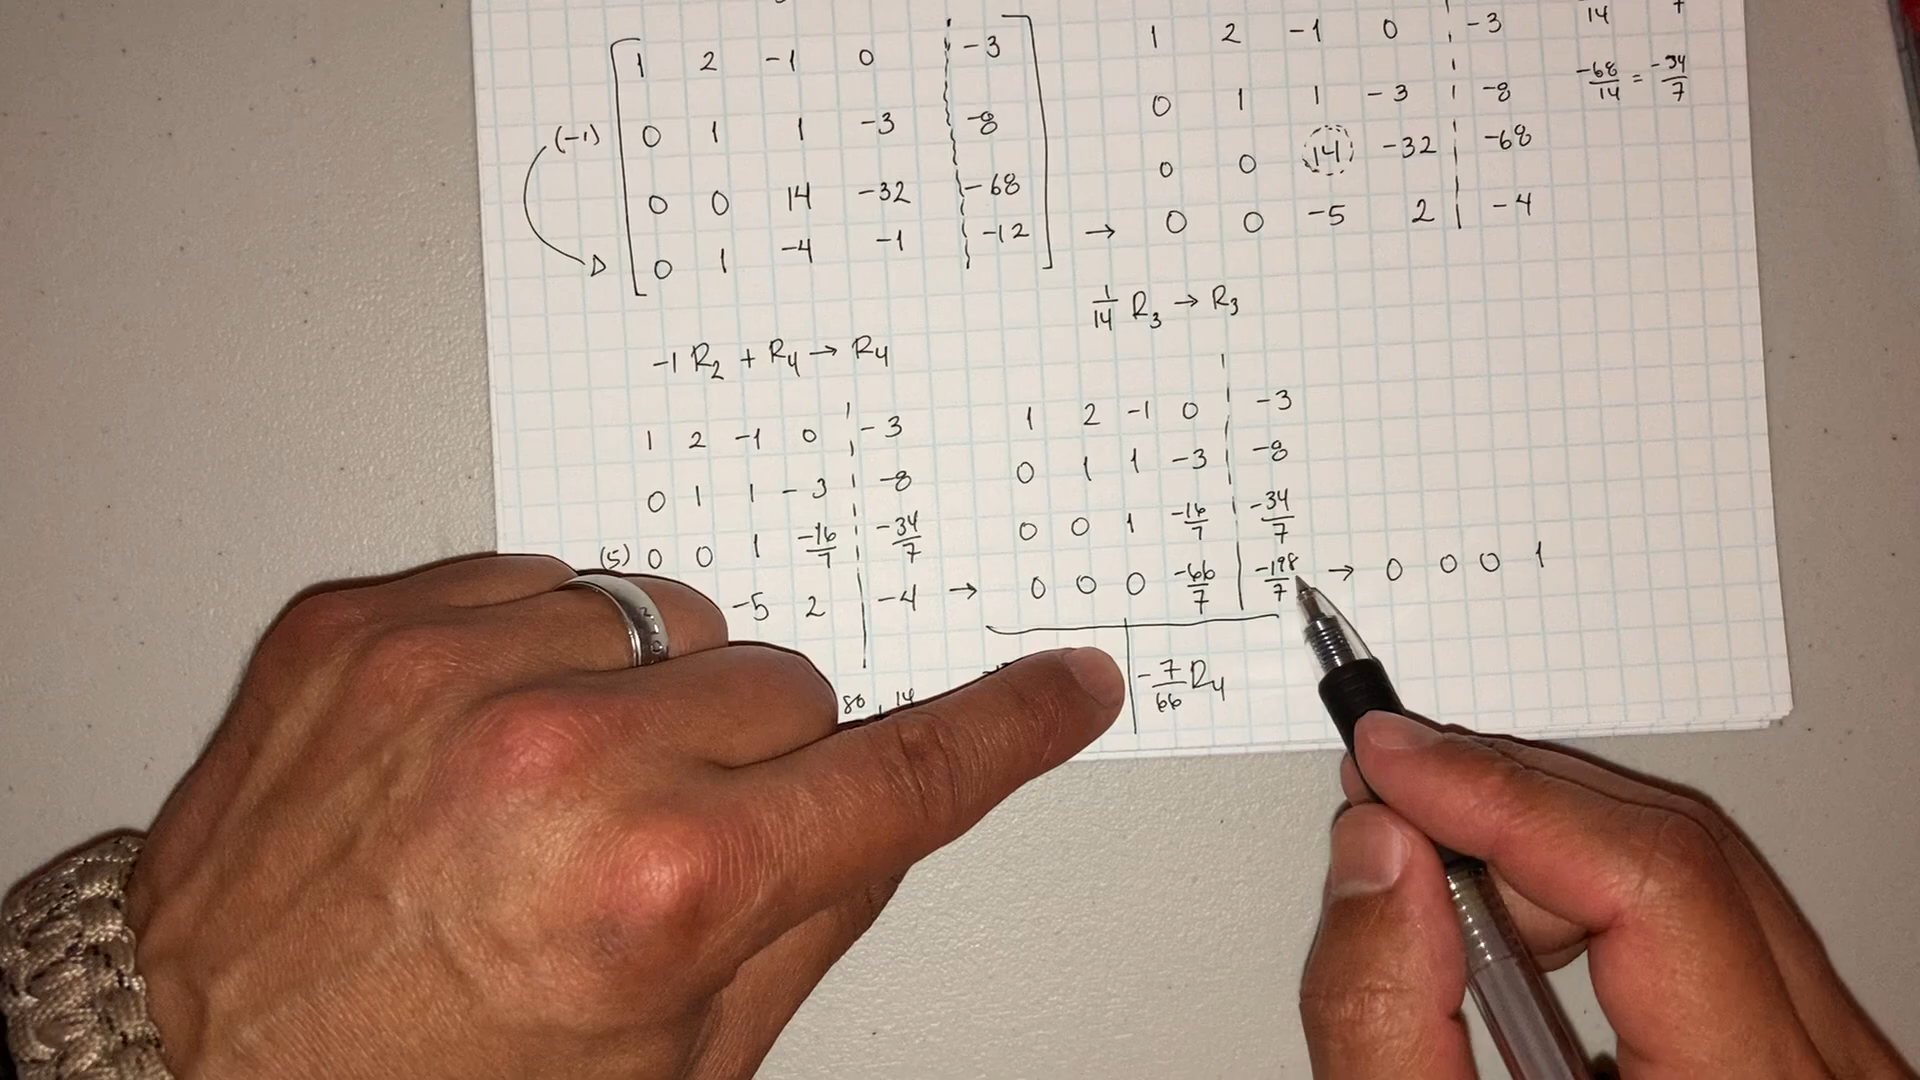 1 2 -1 0 | -3
(-1) 0 1 1 -3 | -8
0 0 14 -32 | -68
0 1 -4 -1 | -12
-1 R₂ + R₄ → R₄
1 2 -1 0 | -3
0 1 1 -3 | -8
0 0 14 -32 | -68
→ 0 0 -5 2 | -4
14 7
-68/14 = -34/7
1/14 R₃ → R₃
1 2 -1 0 | -3
0 1 1 -3 | -8
(5) 0 0 1 -16/7 | -34/7
-5 2 | -4
80 14
→
1 2 -1 0 | -3
0 1 1 -3 | -8
0 0 1 -16/7 | -34/7
0 0 0 -66/7 | -198/7 → 0 0 0 1
-7/66 R₄